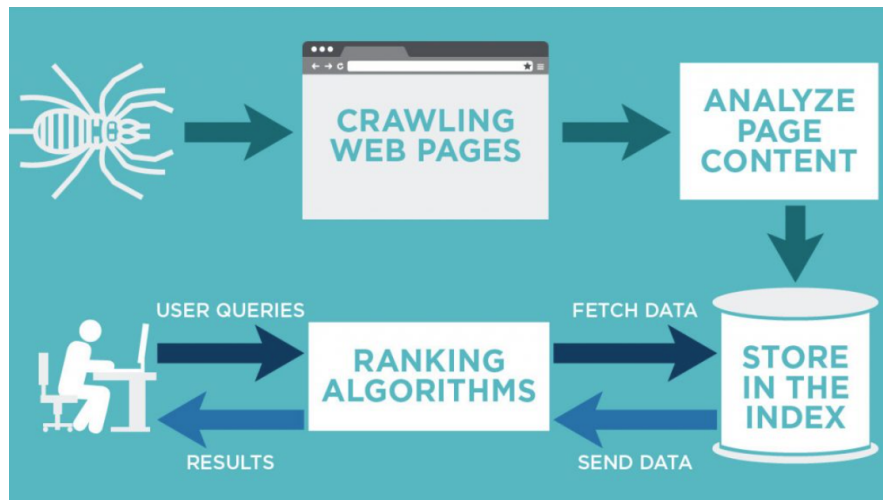 CRAWLING
WEB PAGES
ANALYZE
PAGE
CONTENT
USER QUERIES
FETCH DATA
RANKING
ALGORITHMS
STORE
IN THE
INDEX
RESULTS
SEND DATA